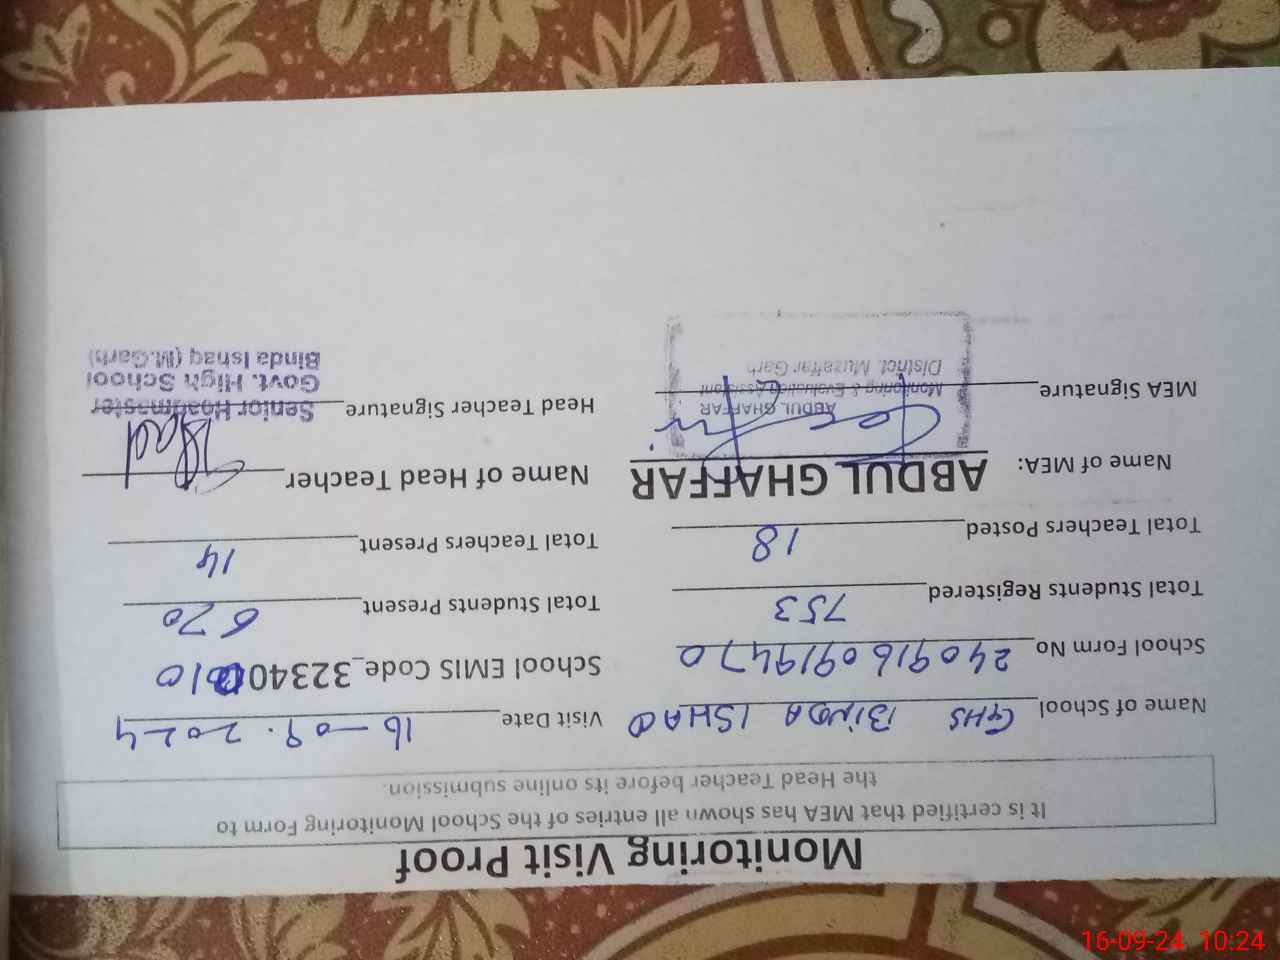 Monitoring Visit Proof
It is certified that MEA has shown all entries of the School Monitoring Form to
the Head Teacher before its online submission.
Name of School GHS BINDA ISHAQ Visit Date 16-09-2024
School Form No 240916091947０ School EMIS Code_32340010
Total Students Registered 753 Total Students Present 620
Total Teachers Posted 18 Total Teachers Present 14
Name of MEA: ABDUL GHAFFAR Name of Head Teacher
MEA Signature Head Teacher Signature
ABDUL GHAFFAR
Monitoring & Evaluation Assistant
District. Muzaffar Garh
Senior Headmaster
Govt. High School
Binda Ishaq (M.Garh)
16-09-24 10:24